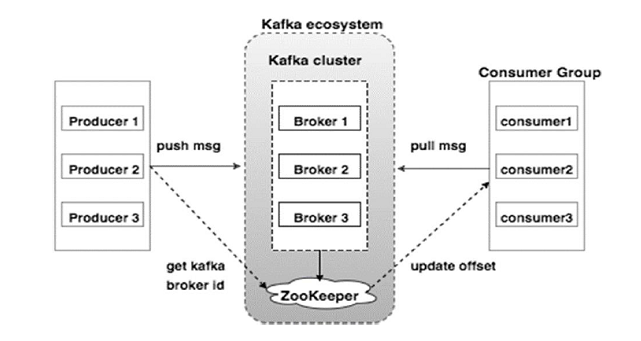 Kafka ecosystem
Kafka cluster
Consumer Group
Producer 1
Broker 1
consumer1
push msg
pull msg
Producer 2
Broker 2
consumer2
Producer 3
Broker 3
consumer3
get kafka
broker id
update offset
ZooKeeper